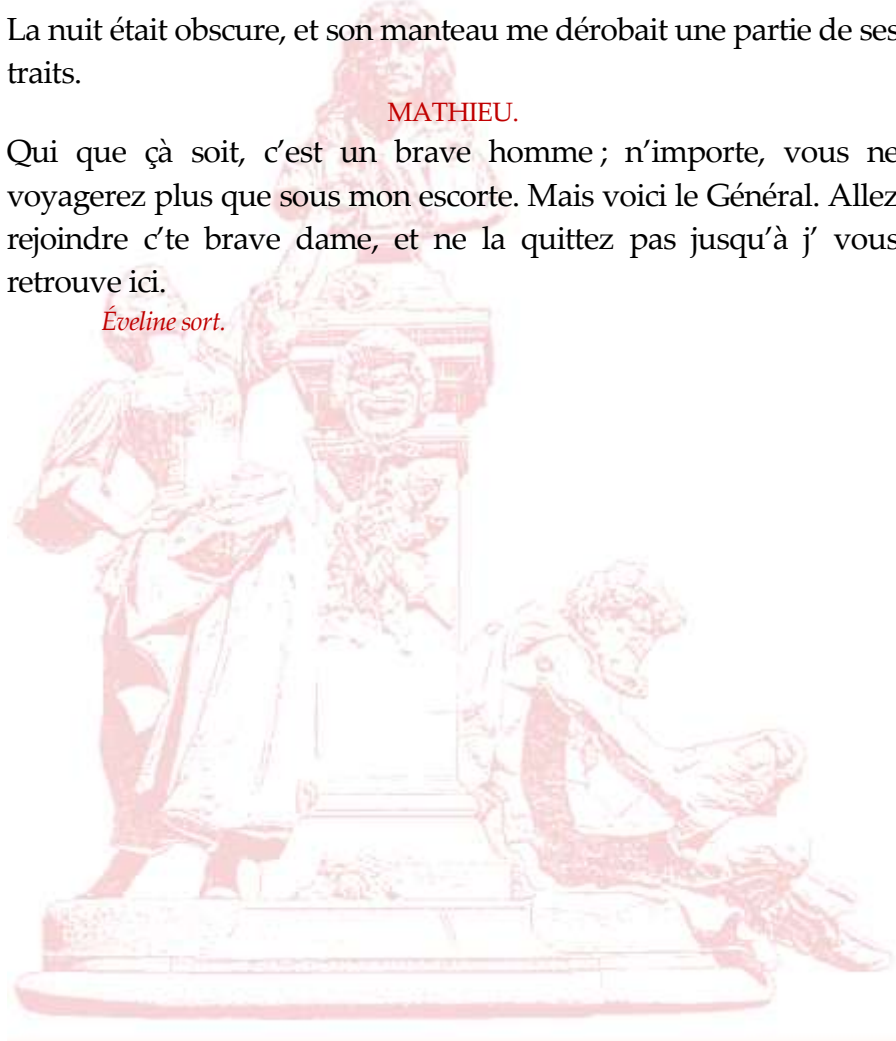 La nuit était obscure, et son manteau me dérobait une partie de ses
traits.
MATHIEU.
Qui que çà soit, c’est un brave homme ; n’importe, vous ne
voyagerez plus que sous mon escorte. Mais voici le Général. Allez
rejoindre c’te brave dame, et ne la quittez pas jusqu’à j’ vous
retrouve ici.
Éveline sort.